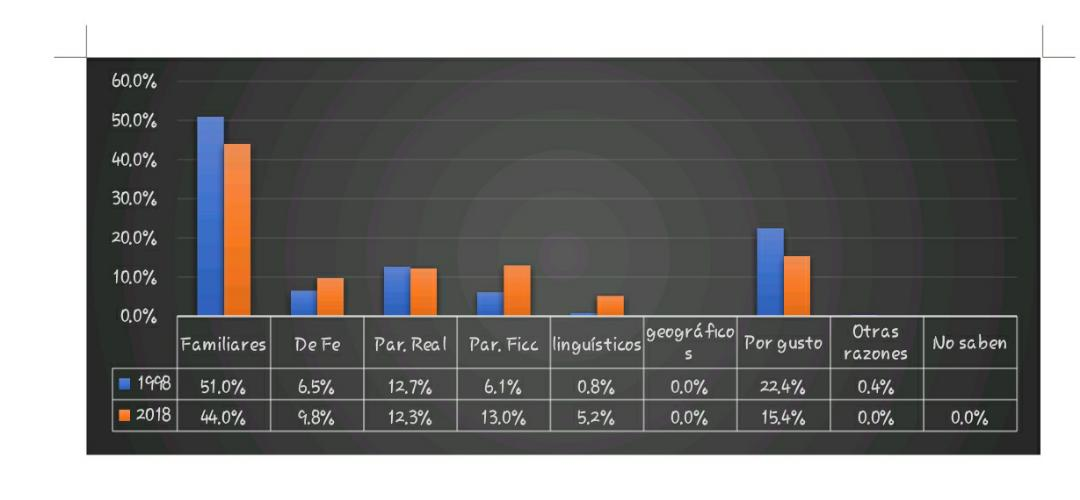 60.0%
50.0%
40.0%
30.0%
20.0%
10.0%
0.0%
Familiares De Fe Par. Real Par. Ficc linguísticos geográfico Por gusto Otras No saben
s razones
1998 51.0% 6.5% 12.7% 6.1% 0.8% 0.0% 22.4% 0.4%
2018 44.0% 9.8% 12.3% 13.0% 5.2% 0.0% 15.4% 0.0% 0.0%